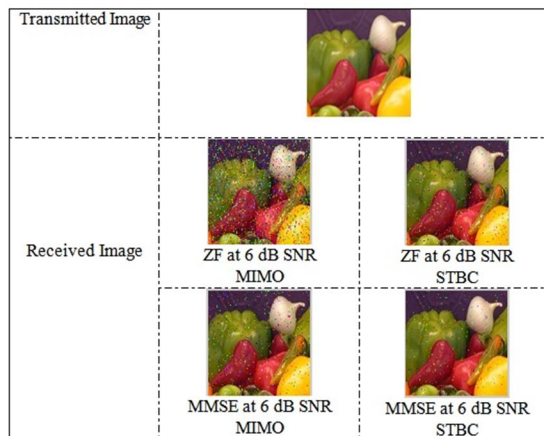 Transmitted Image
Received Image
ZF at 6 dB SNR
MIMO
ZF at 6 dB SNR
STBC
MMSE at 6 dB SNR
MIMO
MMSE at 6 dB SNR
STBC